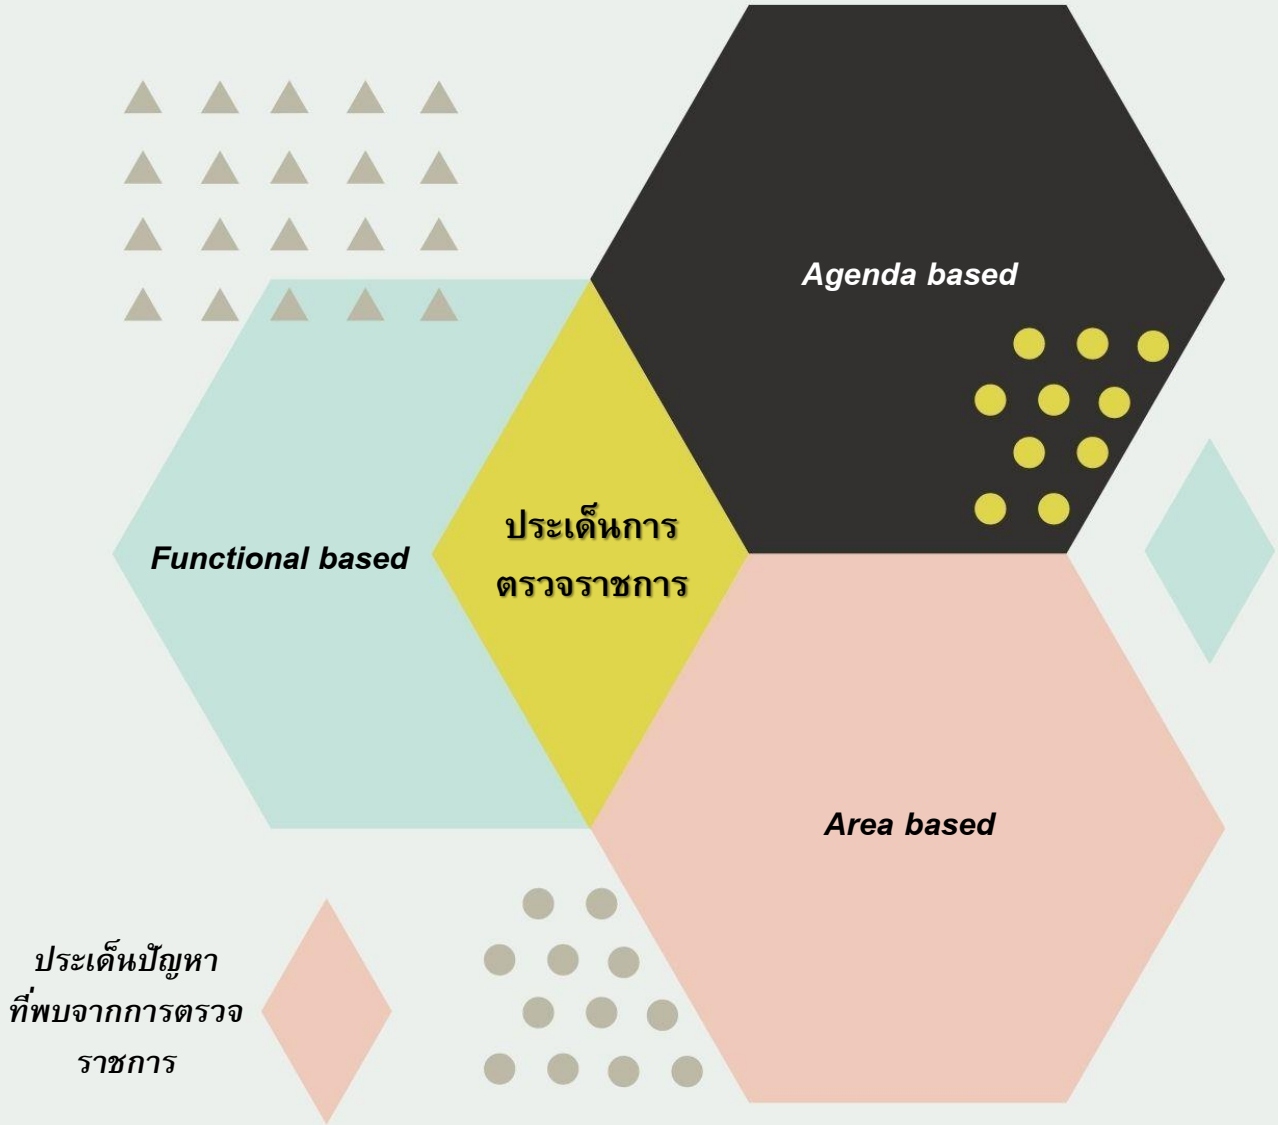 Agenda based
ประเด็นการ
ตรวจราชการ
Functional based
Area based
ประเด็นปัญหา
ที่พบจากการตรวจ
ราชการ